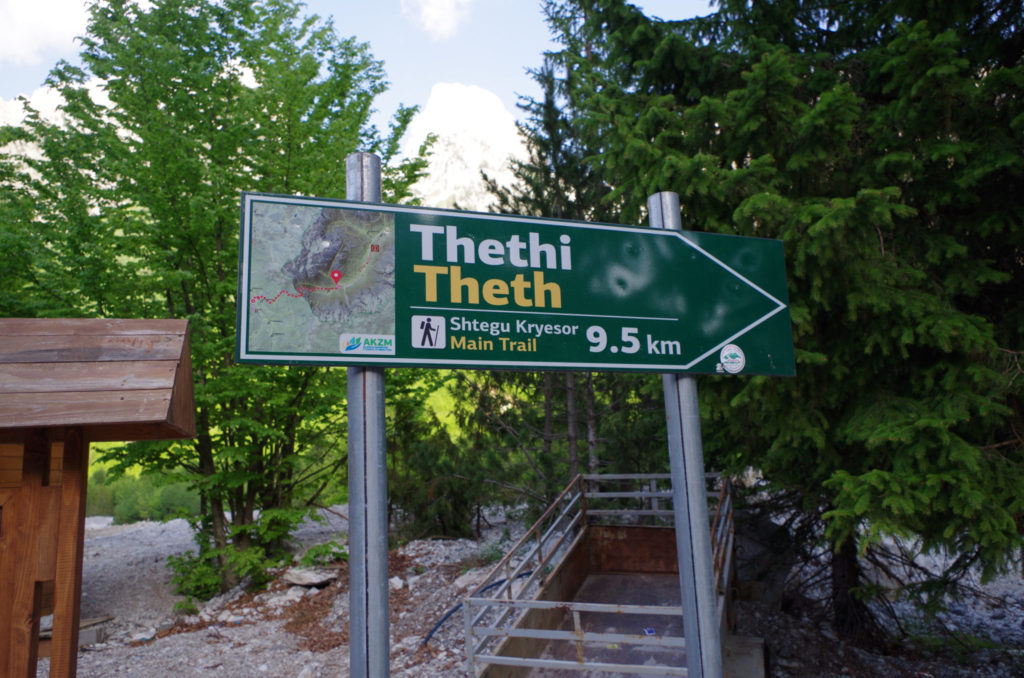 Thethi
Theth
Shtegu Kryesor
Main Trail
9.5 km
AKZM